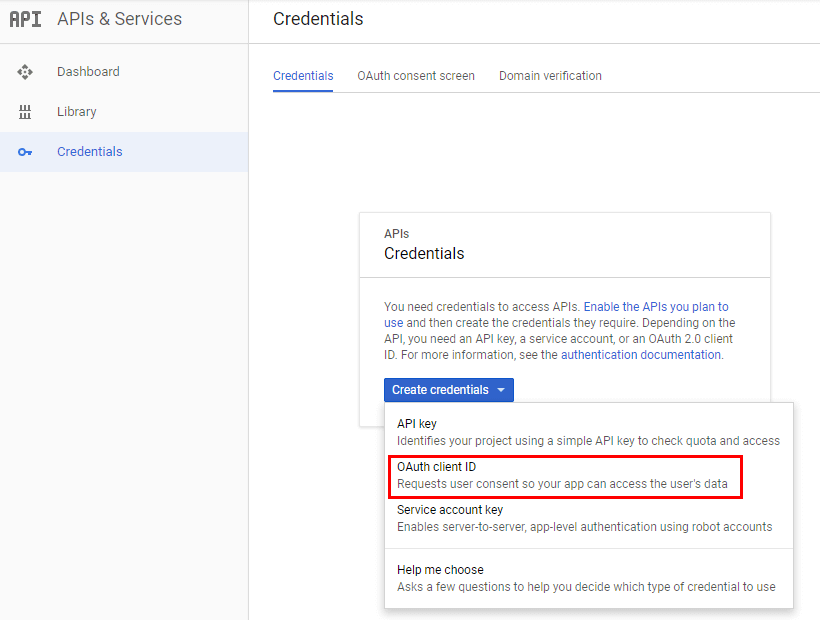 API APIs & Services
Dashboard
Library
Credentials
Credentials
Credentials OAuth consent screen Domain verification
APIs
Credentials
You need credentials to access APIs. Enable the APIs you plan to
use and then create the credentials they require. Depending on the
API, you need an API key, a service account, or an OAuth 2.0 client
ID. For more information, see the authentication documentation.
Create credentials
API key
Identifies your project using a simple API key to check quota and access
OAuth client ID
Requests user consent so your app can access the user's data
Service account key
Enables server-to-server, app-level authentication using robot accounts
Help me choose
Asks a few questions to help you decide which type of credential to use